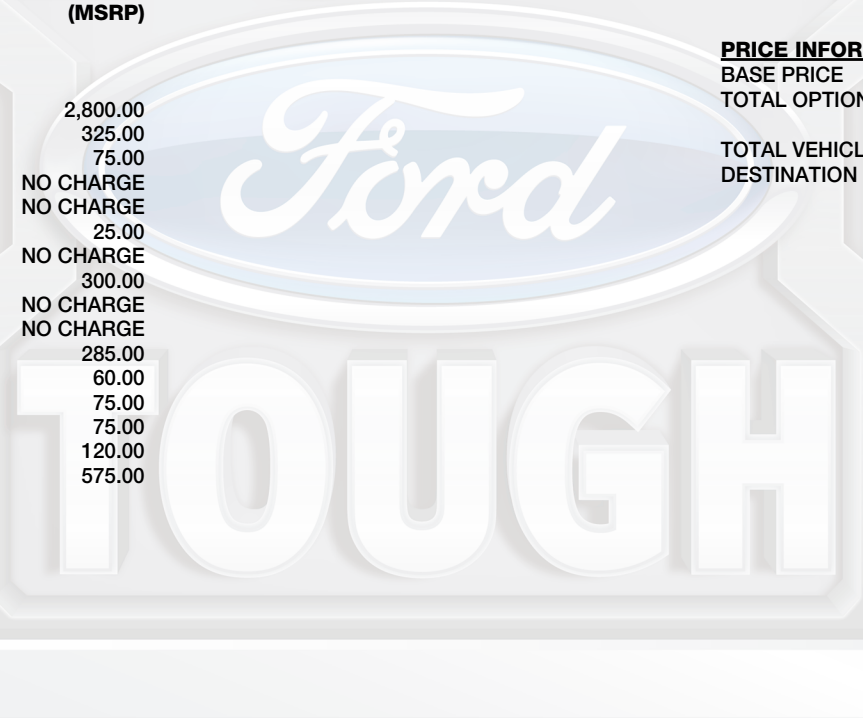 (MSRP)
2,800.00
325.00
75.00
NO CHARGE
NO CHARGE
25.00
NO CHARGE
300.00
NO CHARGE
NO CHARGE
285.00
60.00
75.00
75.00
120.00
575.00
PRICE INFOR
BASE PRICE
TOTAL OPTION
TOTAL VEHICL
DESTINATION
Ford
TOUGH